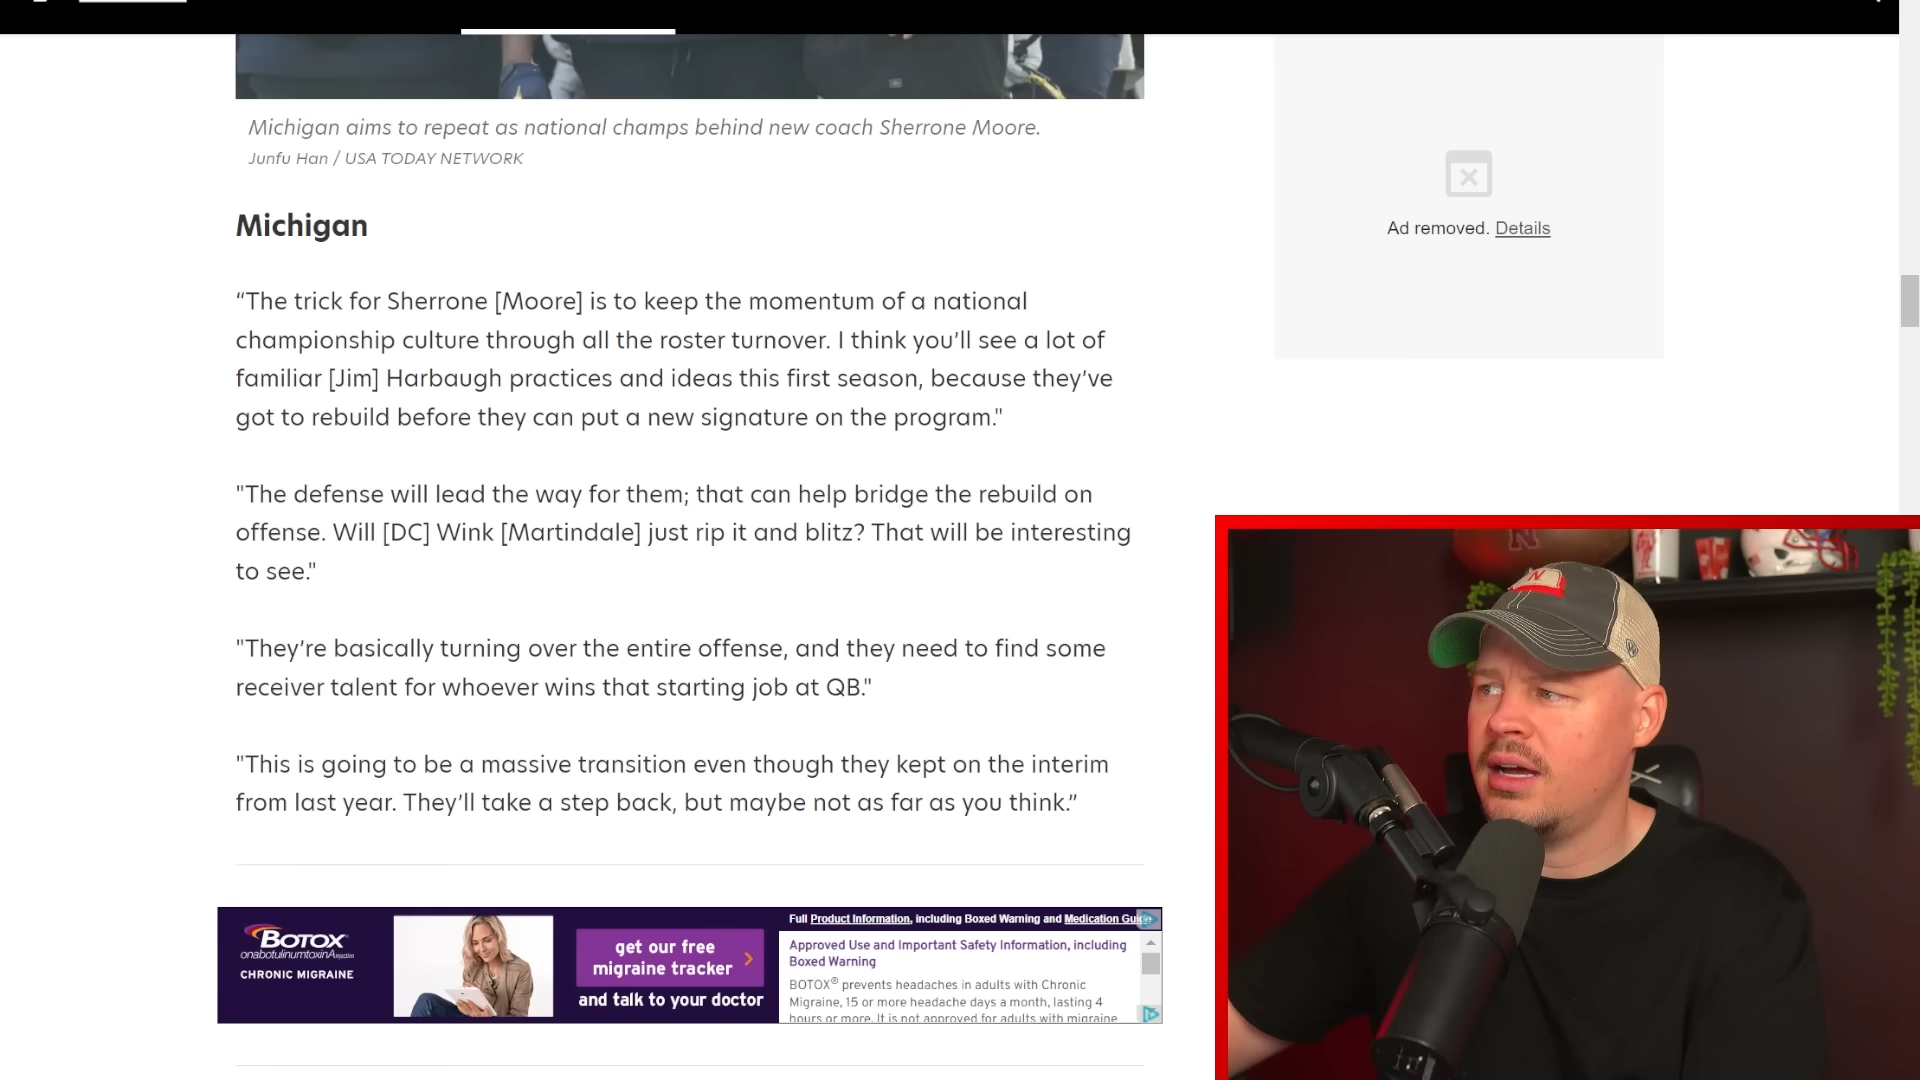 Michigan aims to repeat as national champs behind new coach Sherrone Moore.
Junfu Han / USA TODAY NETWORK
Michigan
“The trick for Sherrone [Moore] is to keep the momentum of a national
championship culture through all the roster turnover. I think you’ll see a lot of
familiar [Jim] Harbaugh practices and ideas this first season, because they’ve
got to rebuild before they can put a new signature on the program."
"The defense will lead the way for them; that can help bridge the rebuild on
offense. Will [DC] Wink [Martindale] just rip it and blitz? That will be interesting
to see."
"They’re basically turning over the entire offense, and they need to find some
receiver talent for whoever wins that starting job at QB."
"This is going to be a massive transition even though they kept on the interim
from last year. They’ll take a step back, but maybe not as far as you think.”
Ad removed. Details
N
N
BOTOX
onabotulinumtoxinA injection
CHRONIC MIGRAINE
get our free
migraine tracker
and talk to your doctor
Full Product Information, including Boxed Warning and Medication Guide
Approved Use and Important Safety Information, including
Boxed Warning
BOTOX® prevents headaches in adults with Chronic
Migraine, 15 or more headache days a month, lasting 4
hours or more. It is not approved for adults with migraine